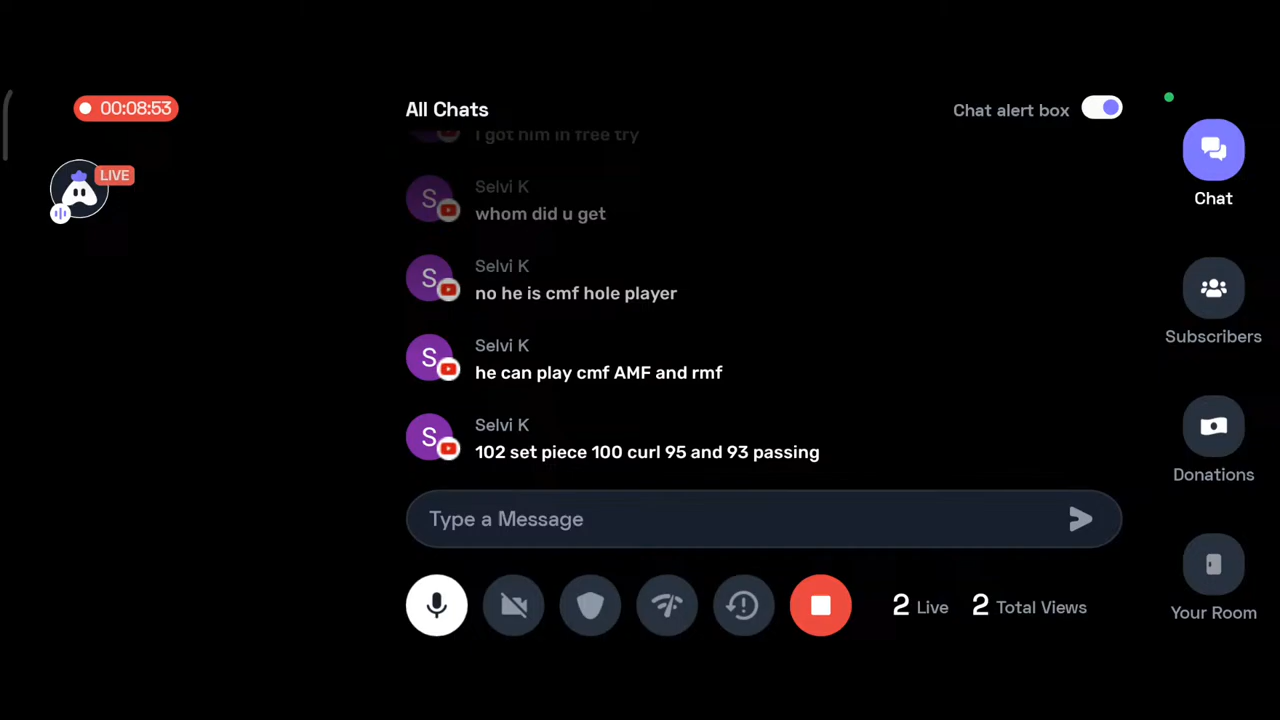 00:08:53
All Chats
Chat alert box
LIVE
I got him in free try
S
Selvi K
whom did u get
Chat
S
Selvi K
no he is cmf hole player
Subscribers
S
Selvi K
he can play cmf AMF and rmf
S
Selvi K
102 set piece 100 curl 95 and 93 passing
Donations
Type a Message
2 Live
2 Total Views
Your Room